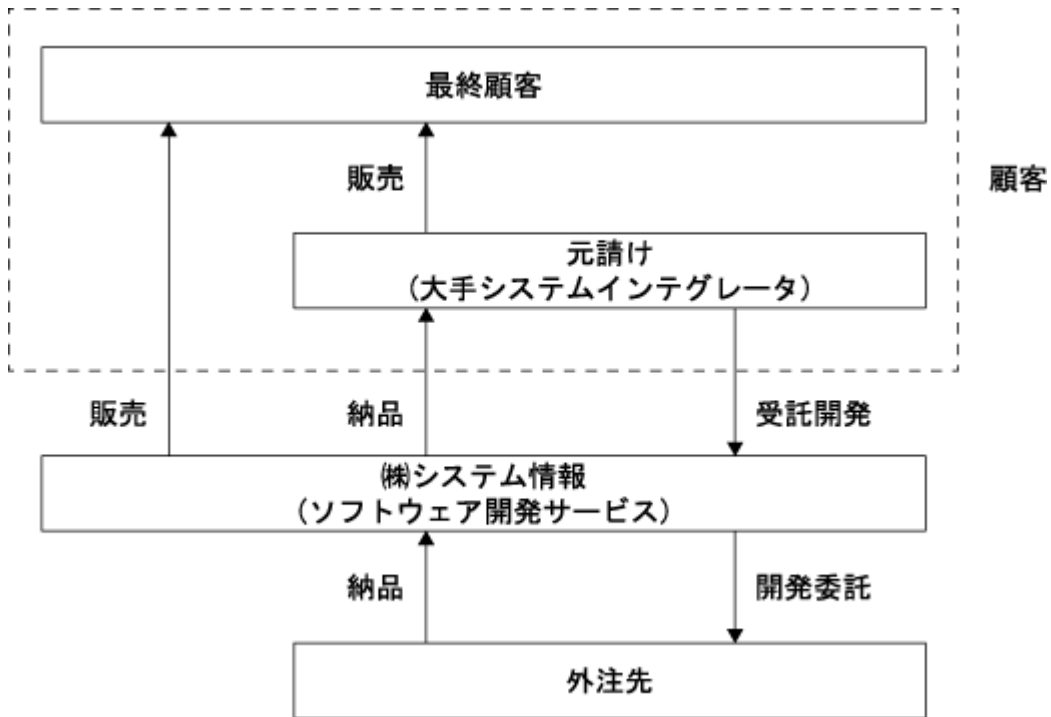 最終顧客
販売
顧客
元請け
（大手システムインテグレータ）
販売
納品
受託開発
㈱システム情報
（ソフトウェア開発サービス）
納品
開発委託
外注先